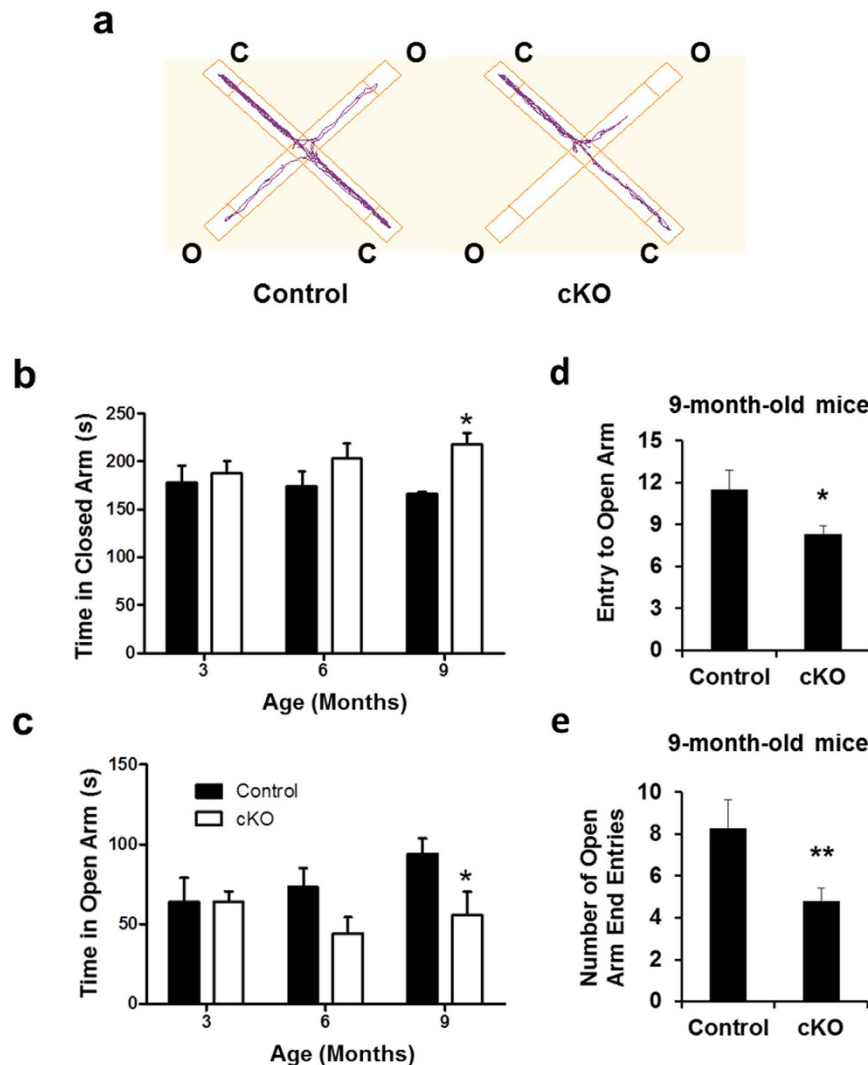 a
C
O
C
O
O
C
O
C
Control
cKO
b
Time in Closed Arm (s)
250
200
150
100
50
0
*
3
6
9
Age (Months)
c
Time in Open Arm (s)
150
100
50
0
Control
cKO
*
3
6
9
Age (Months)
d
9-month-old mice
Entry to Open Arm
15
12
9
6
3
0
*
Control
cKO
e
9-month-old mice
Number of Open
Arm End Entries
10
8
6
4
2
0
**
Control
cKO